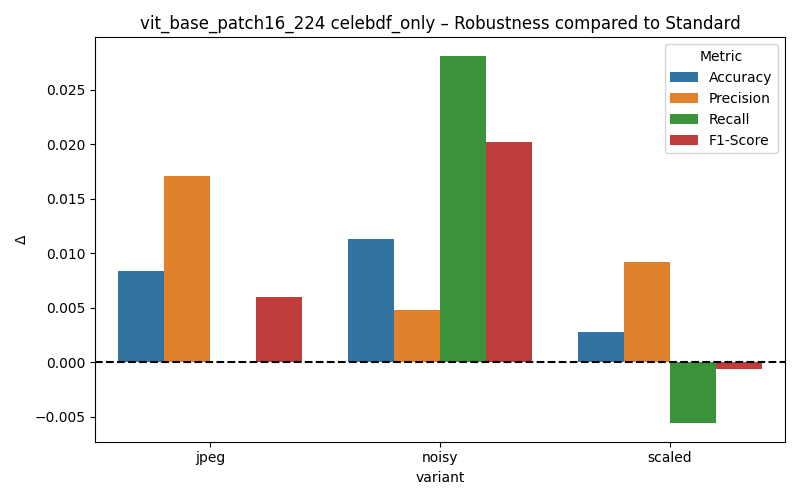 vit_base_patch16_224 celebdf_only – Robustness compared to Standard
Metric
Accuracy
Precision
Recall
F1-Score
Δ
0.025
0.020
0.015
0.010
0.005
0.000
−0.005
jpeg
noisy
scaled
variant